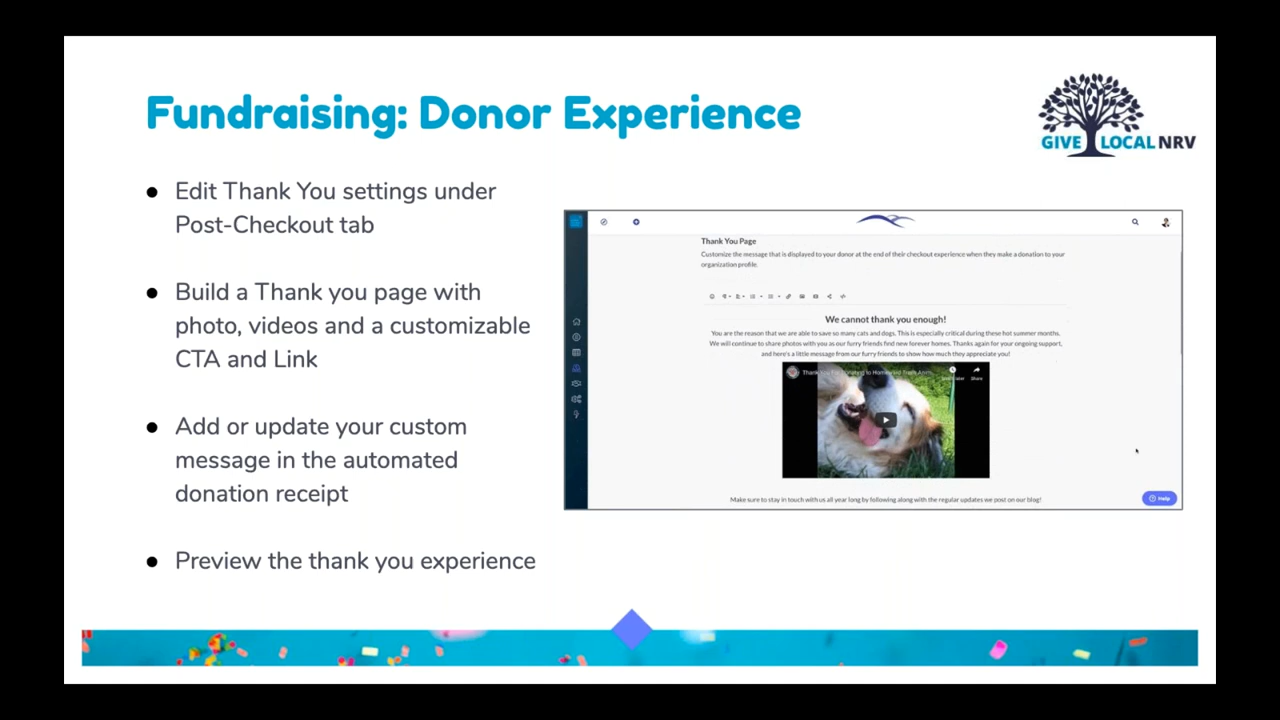 Fundraising: Donor Experience
GIVE LOCAL NRV
● Edit Thank You settings under
Post-Checkout tab
● Build a Thank you page with
photo, videos and a customizable
CTA and Link
● Add or update your custom
message in the automated
donation receipt
● Preview the thank you experience
Thank You Page
Customize the message that is displayed to your donor at the end of their checkout experience when they make a donation to your
organization profile.
We cannot thank you enough!
You are the reason that we are able to save so many cats and dogs. This is especially critical during these hot summer months.
We will continue to share photos with you as our furry friends find new forever homes. Thanks again for your ongoing support,
and here's a little message from our furry friends to show how much they appreciate you!
Share
Make sure to stay in touch with us all year long by following along with the regular updates we post on our blog!
Help